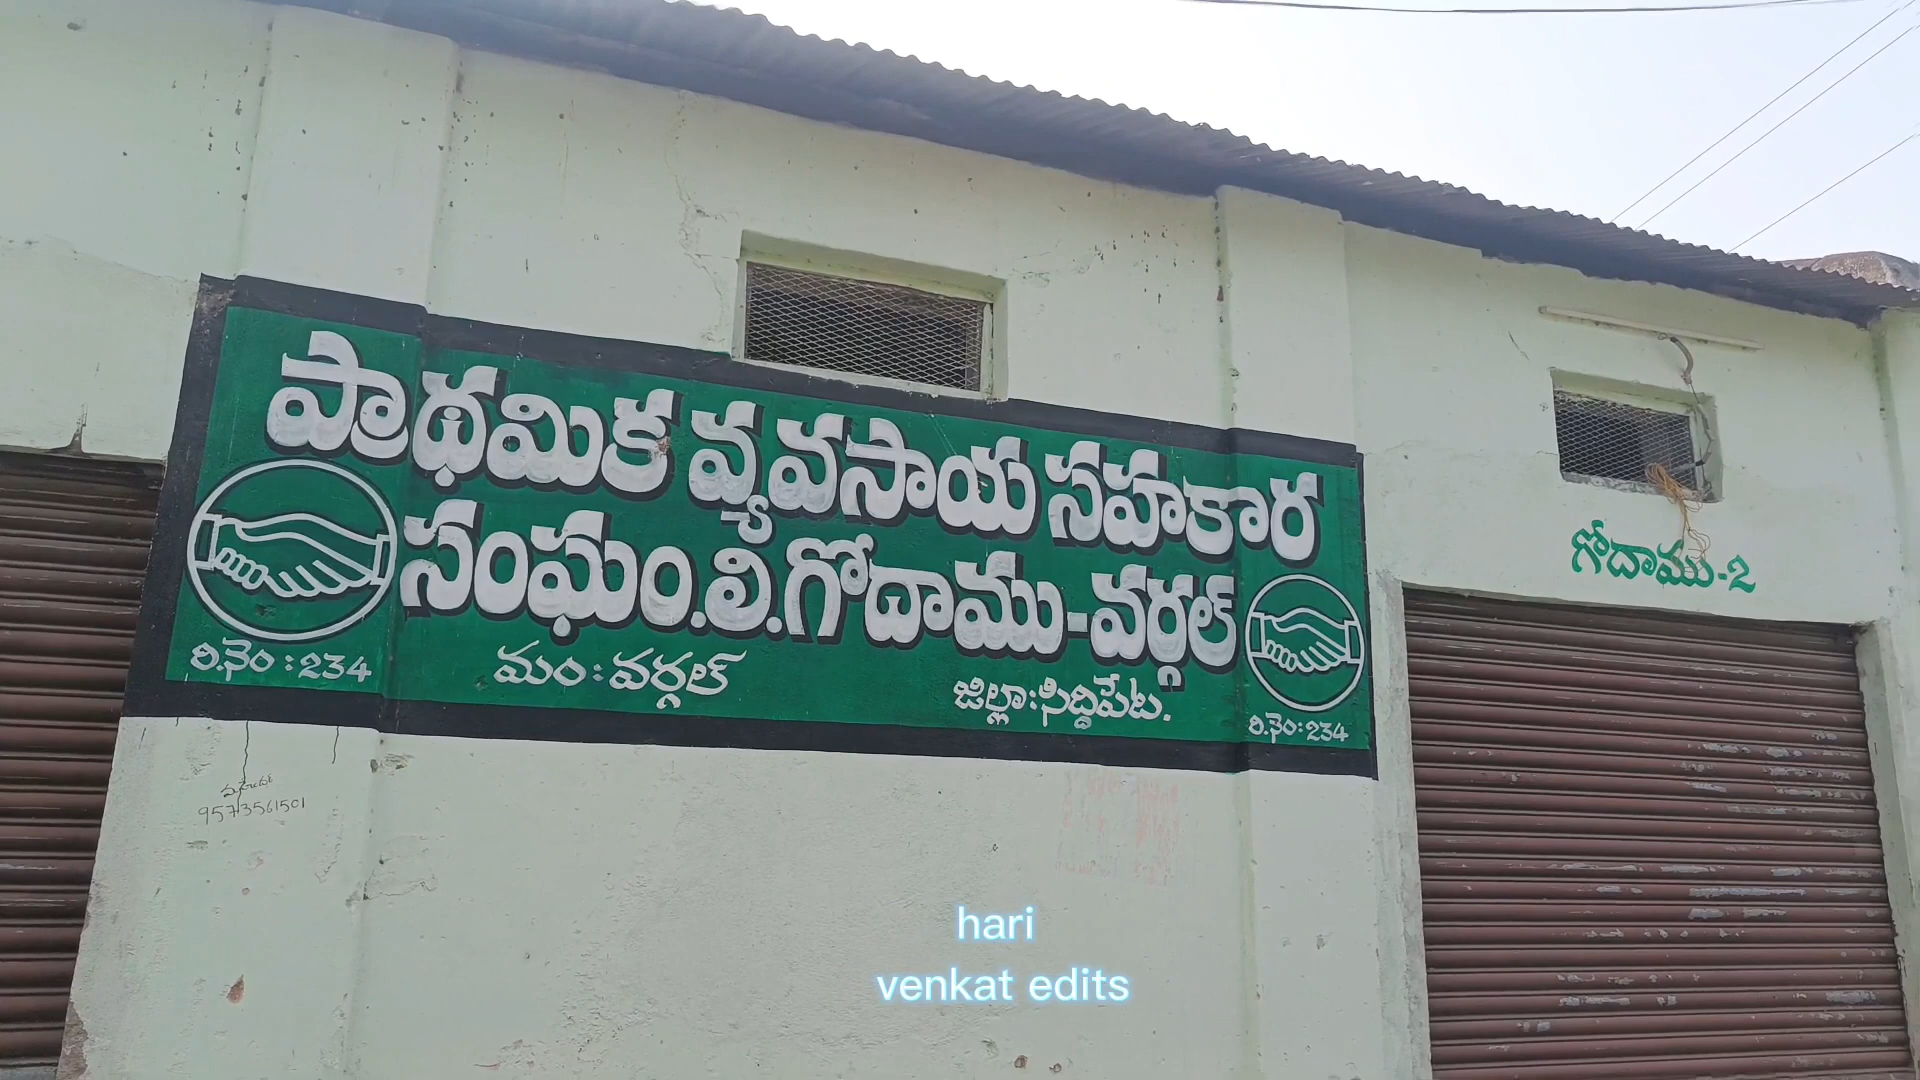 ప్రాథమిక వ్యవసాయ సహకార
సంఘం.లి.గోదాము-వర్గల్
రి.నెం:234
మం:వర్గల్
జిల్లా:సిద్దిపేట.
రి.నెం:234
గోదాము-2
9573561501
hari
venkat edits